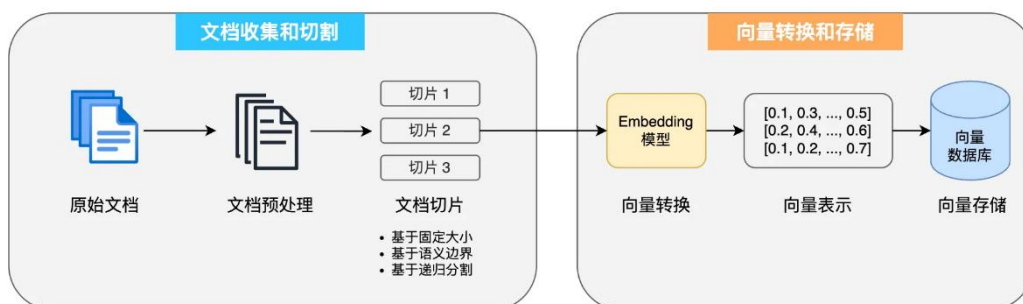 文档收集和切割
向量转换和存储
切片 1
切片 2
切片 3
Embedding
模型
[0.1, 0.3, ..., 0.5]
[0.2, 0.4, ..., 0.6]
[0.1, 0.2, ..., 0.7]
向量
数据库
原始文档
文档预处理
文档切片
向量转换
向量表示
向量存储
• 基于固定大小
• 基于语义边界
• 基于递归分割